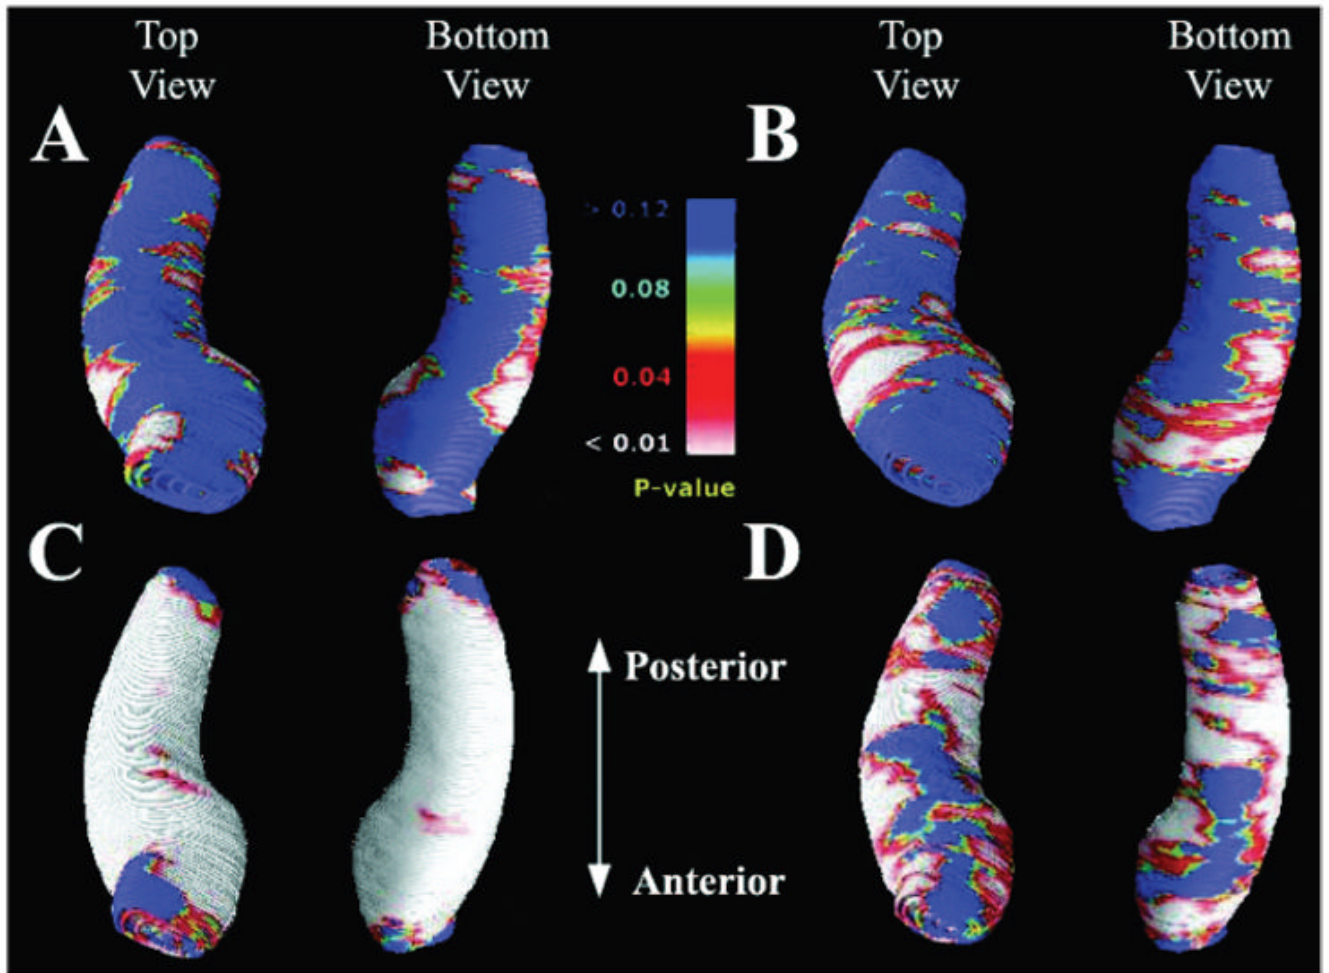 Top
View
Bottom
View
Top
View
Bottom
View
A
B
> 0.12
0.08
0.04
< 0.01
P-value
C
D
Posterior
Anterior